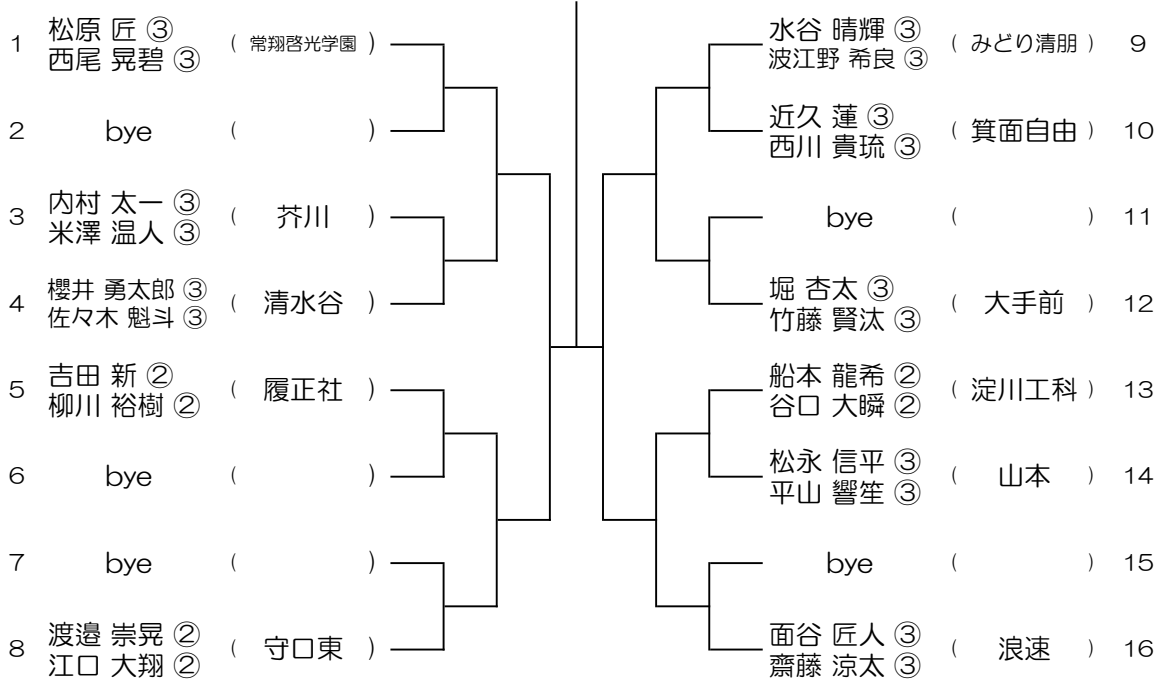 1 松原 匠 ③ ( 常翔啓光学園 )
西尾 晃碧 ③
2 bye ( )
3 内村 太一 ③ ( 芥川 )
米澤 温人 ③
4 櫻井 勇太郎 ③ ( 清水谷 )
佐々木 魁斗 ③
5 吉田 新 ② ( 履正社 )
柳川 裕樹 ②
6 bye ( )
7 bye ( )
8 渡邉 崇晃 ② ( 守口東 )
江口 大翔 ②
水谷 晴輝 ③ ( みどり清朋 ) 9
波江野 希良 ③
近久 蓮 ③ ( 箕面自由 ) 10
西川 貴琉 ③
bye ( ) 11
堀 杏太 ③ ( 大手前 ) 12
竹藤 賢汰 ③
船本 龍希 ② ( 淀川工科 ) 13
谷口 大瞬 ②
松永 信平 ③ ( 山本 ) 14
平山 響笙 ③
bye ( ) 15
面谷 匠人 ③ ( 浪速 ) 16
齋藤 涼太 ③